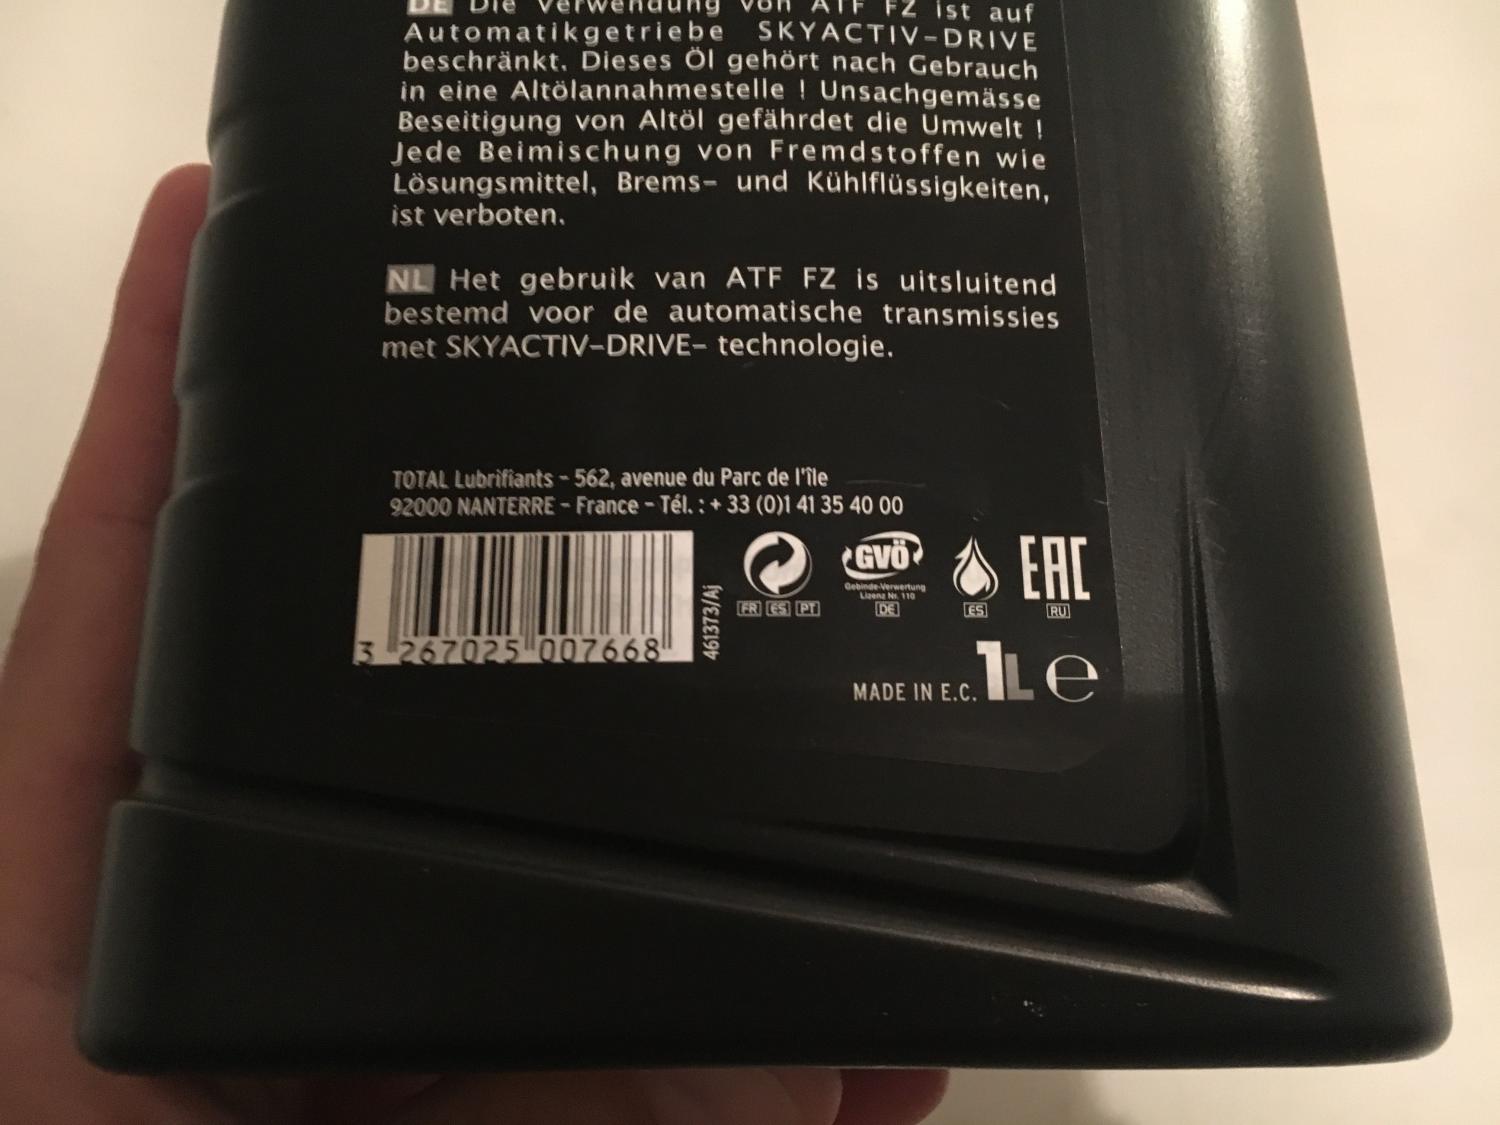 DE Die Verwendung von ATF FZ ist auf
Automatikgetriebe SKYACTIV-DRIVE
beschränkt. Dieses Öl gehört nach Gebrauch
in eine Altölannahmestelle ! Unsachgemässe
Beseitigung von Altöl gefährdet die Umwelt !
Jede Beimischung von Fremdstoffen wie
Lösungsmittel, Brems- und Kühlflüssigkeiten,
ist verboten.
NL Het gebruik van ATF FZ is uitsluitend
bestemd voor de automatische transmissies
met SKYACTIV-DRIVE- technologie.
TOTAL Lubrifiants - 562, avenue du Parc de l'île
92000 NANTERRE - France - Tél. : + 33 (0)1 41 35 40 00
3 267025 007668
461373/Aj
FR ES PT
GVÖ
Gebinde-Verwertung
Lizenz Nr. 110
DE
ES
EAC
RU
MADE IN E.C. 1L e